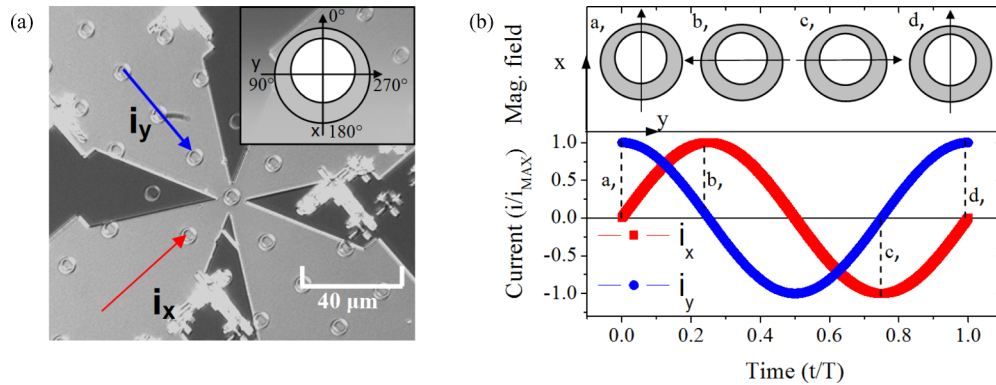 (a)
0°
y
90°
270°
x
180°
iy
ix
40 μm
(b)
a,
b,
c,
d,
x
y
Mag. field
Current (i/iMAX)
1.0
0.5
0.0
-0.5
-1.0
a,
b,
c,
d,
ix
iy
0.0 0.2 0.4 0.6 0.8 1.0
Time (t/T)